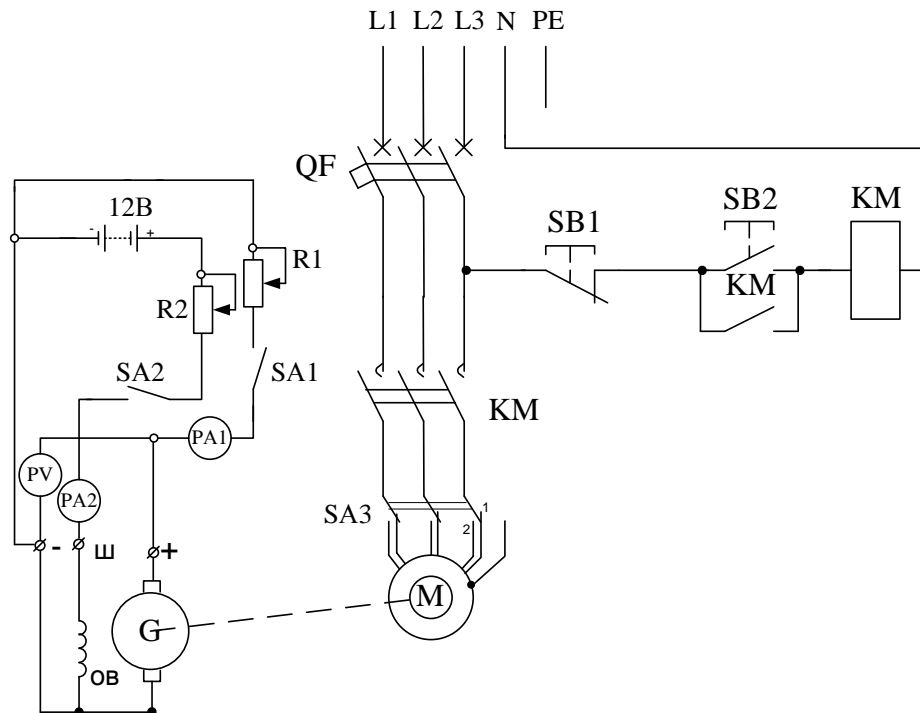 L1 L2 L3 N PE
QF
12В
- +
SB1
SB2
KM
R1
KM
R2
SA2
SA1
KM
PA1
PV
PA2
SA3
1
2
- Ш +
M
G
ОВ